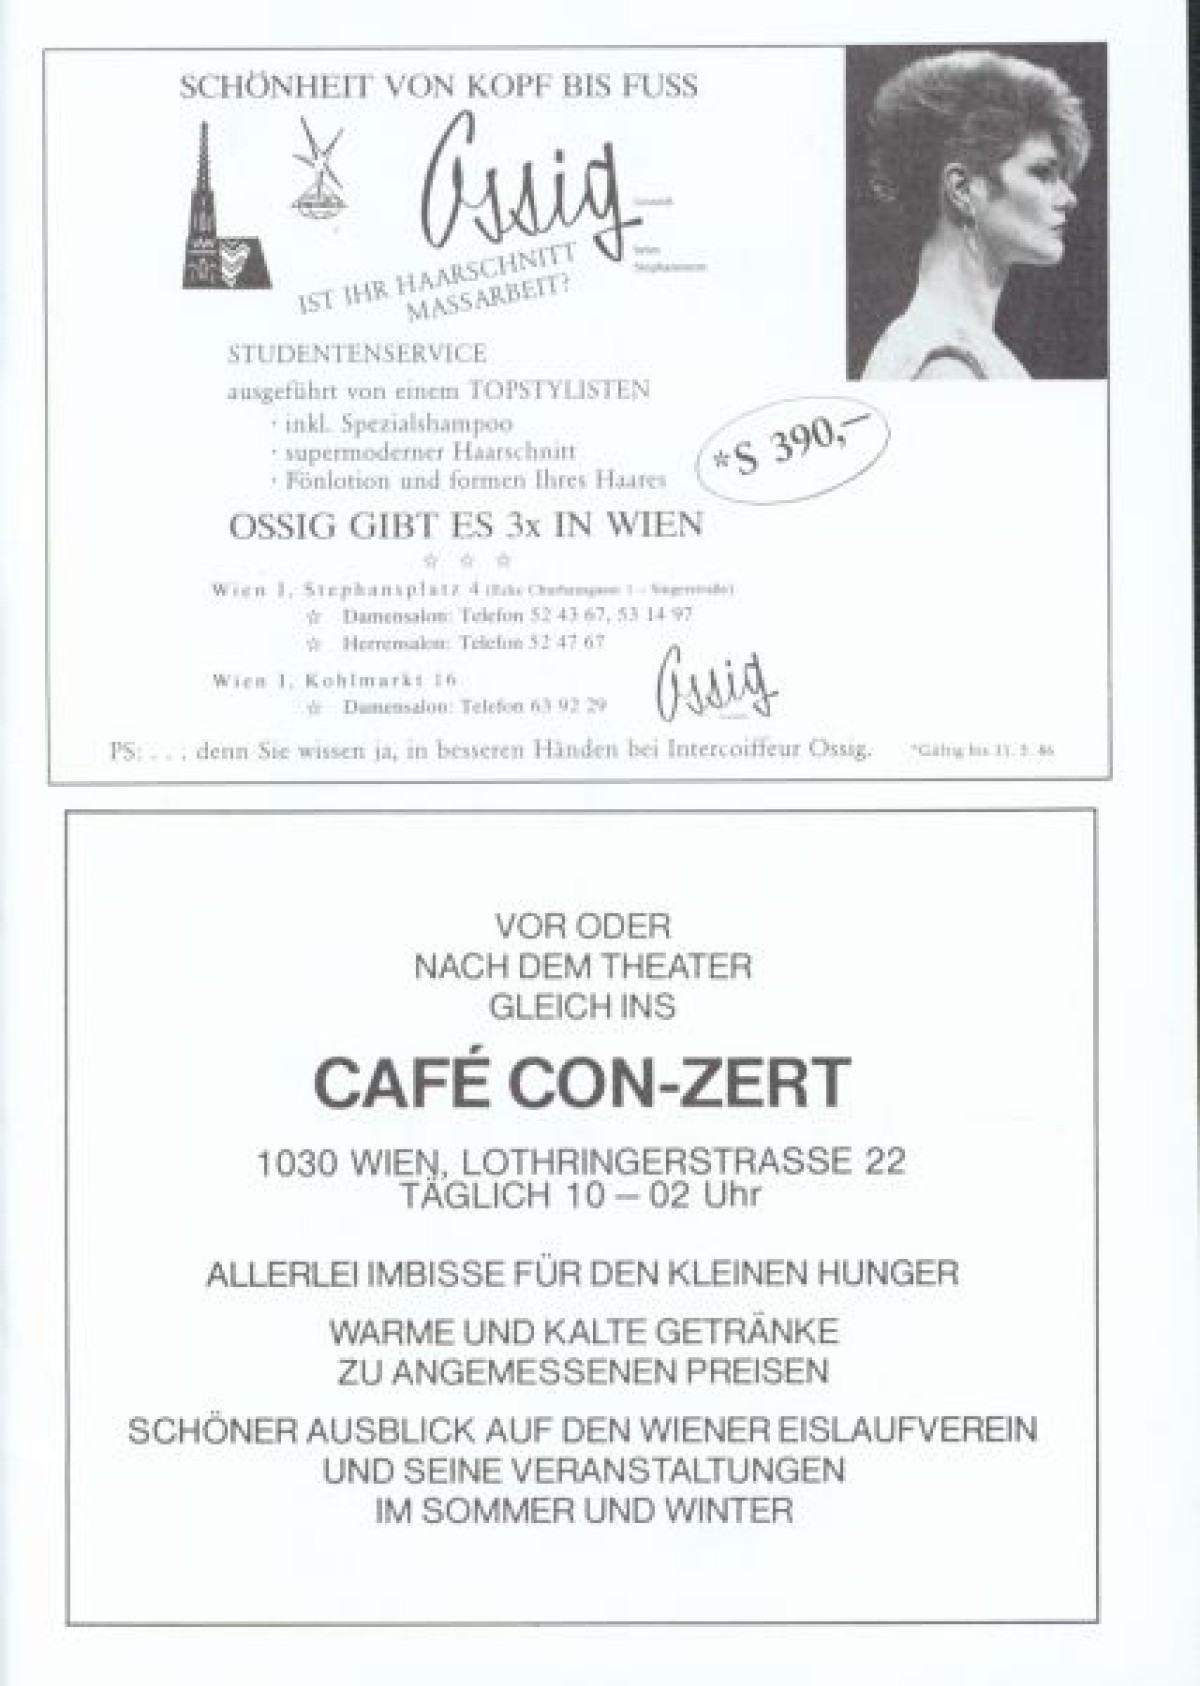 SCHÖNHEIT VON KOPF BIS FUSS
Ossig
IST IHR HAARSCHNITT
MASSARBEIT?
STUDENTENSERVICE
ausgeführt von einem TOPSTYLISTEN
· inkl. Spezialshampoo
· supermoderner Haarschnitt
· Fönlotion und formen Ihres Haares
*S 390,—
OSSIG GIBT ES 3x IN WIEN
☆ ☆ ☆
Wien 1, Stephansplatz 4
☆ Damensalon: Telefon 52 43 67, 53 14 97
☆ Herrensalon: Telefon 52 47 67
Wien 1, Kohlmarkt 16
☆ Damensalon: Telefon 63 92 29
Ossig
PS: . . . denn Sie wissen ja, in besseren Händen bei Intercoiffeur Ossig. *Gültig bis
VOR ODER
NACH DEM THEATER
GLEICH INS
CAFÉ CON-ZERT
1030 WIEN, LOTHRINGERSTRASSE 22
TÄGLICH 10 — 02 Uhr
ALLERLEI IMBISSE FÜR DEN KLEINEN HUNGER
WARME UND KALTE GETRÄNKE
ZU ANGEMESSENEN PREISEN
SCHÖNER AUSBLICK AUF DEN WIENER EISLAUFVEREIN
UND SEINE VERANSTALTUNGEN
IM SOMMER UND WINTER